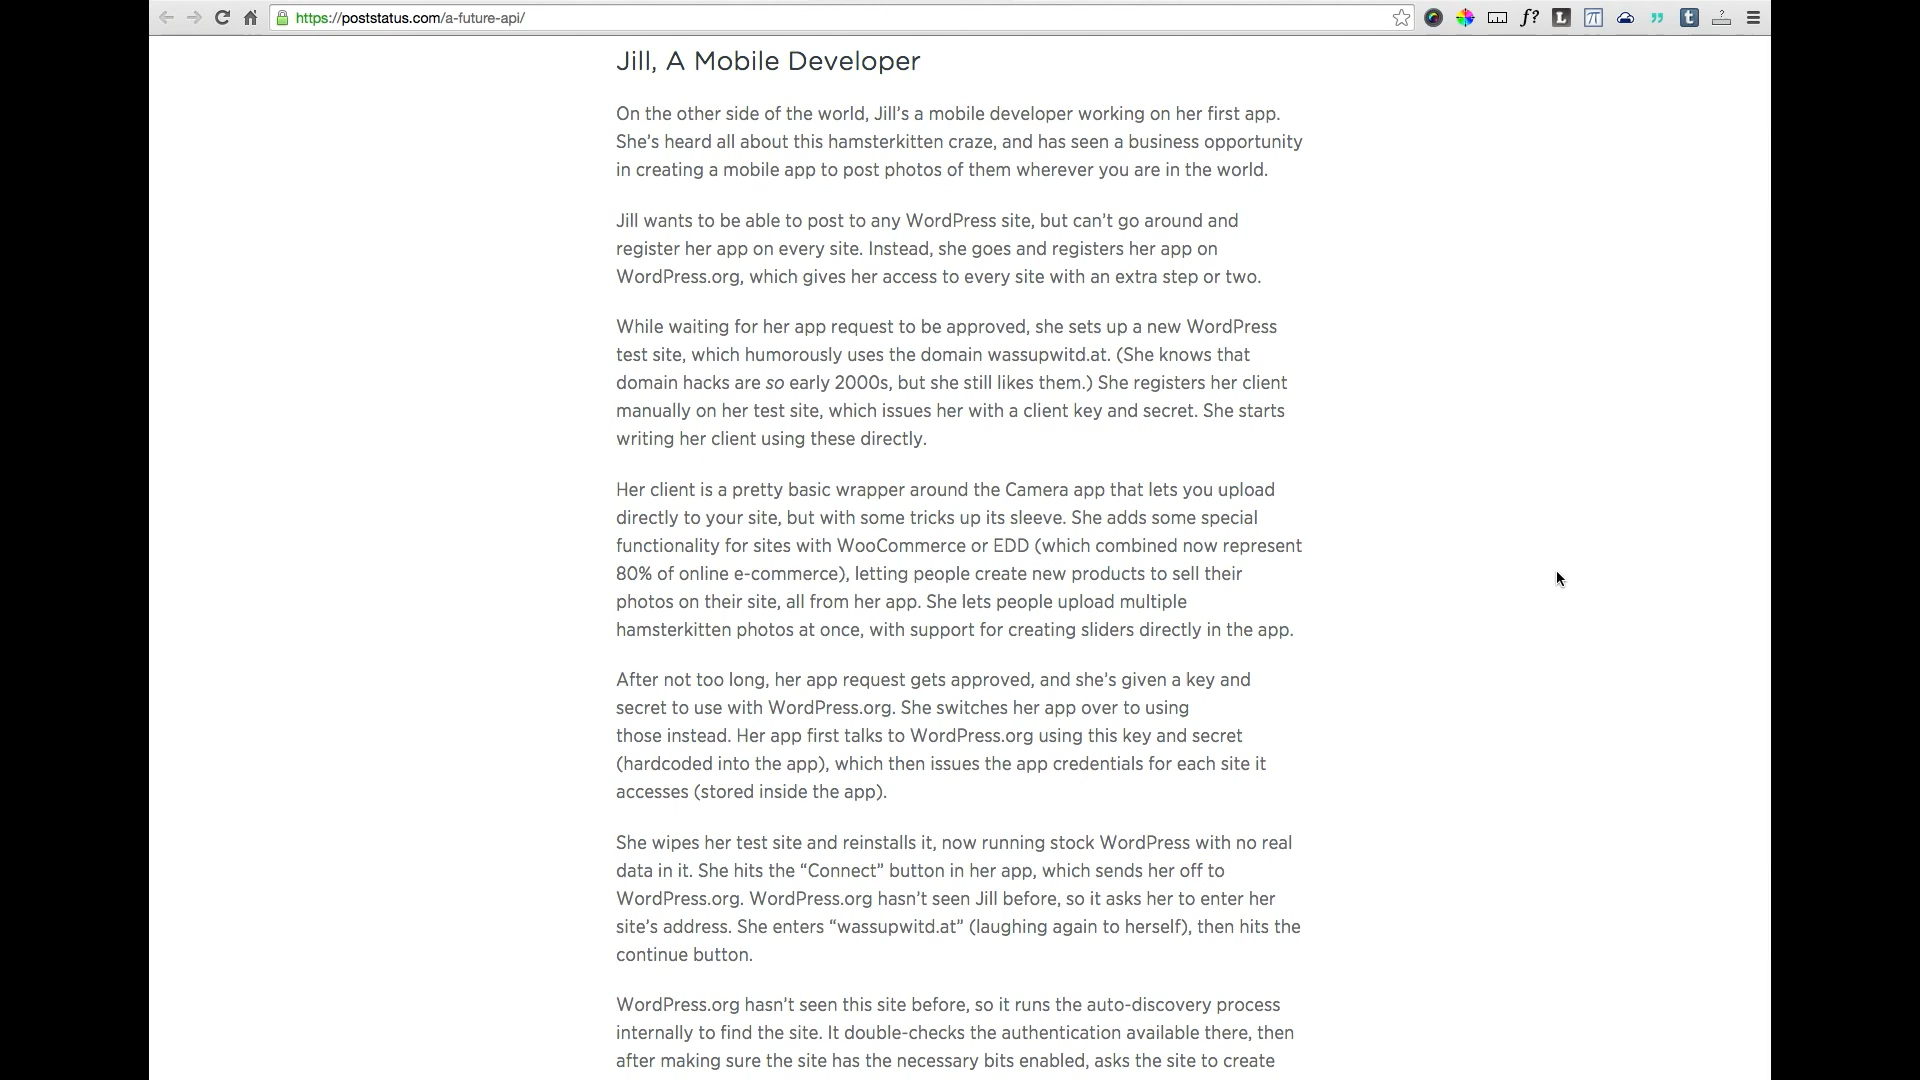 https://poststatus.com/a-future-api/
Jill, A Mobile Developer
On the other side of the world, Jill’s a mobile developer working on her first app.
She’s heard all about this hamsterkitten craze, and has seen a business opportunity
in creating a mobile app to post photos of them wherever you are in the world.
Jill wants to be able to post to any WordPress site, but can’t go around and
register her app on every site. Instead, she goes and registers her app on
WordPress.org, which gives her access to every site with an extra step or two.
While waiting for her app request to be approved, she sets up a new WordPress
test site, which humorously uses the domain wassupwitd.at. (She knows that
domain hacks are so early 2000s, but she still likes them.) She registers her client
manually on her test site, which issues her with a client key and secret. She starts
writing her client using these directly.
Her client is a pretty basic wrapper around the Camera app that lets you upload
directly to your site, but with some tricks up its sleeve. She adds some special
functionality for sites with WooCommerce or EDD (which combined now represent
80% of online e-commerce), letting people create new products to sell their
photos on their site, all from her app. She lets people upload multiple
hamsterkitten photos at once, with support for creating sliders directly in the app.
After not too long, her app request gets approved, and she’s given a key and
secret to use with WordPress.org. She switches her app over to using
those instead. Her app first talks to WordPress.org using this key and secret
(hardcoded into the app), which then issues the app credentials for each site it
accesses (stored inside the app).
She wipes her test site and reinstalls it, now running stock WordPress with no real
data in it. She hits the “Connect” button in her app, which sends her off to
WordPress.org. WordPress.org hasn’t seen Jill before, so it asks her to enter her
site’s address. She enters “wassupwitd.at” (laughing again to herself), then hits the
continue button.
WordPress.org hasn’t seen this site before, so it runs the auto-discovery process
internally to find the site. It double-checks the authentication available there, then
after making sure the site has the necessary bits enabled, asks the site to create